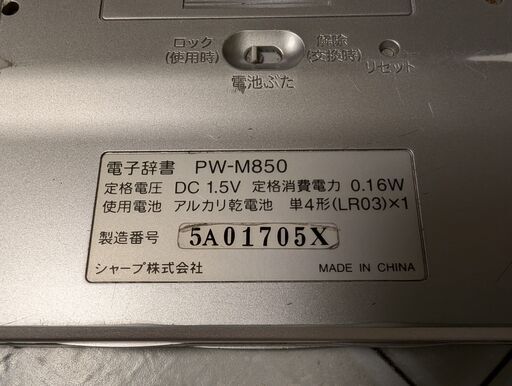 ロック 解除
(使用時) (交換時)
電池ぶた
リセット
電子辞書 PW-M850
定格電圧 DC 1.5V 定格消費電力 0.16W
使用電池 アルカリ乾電池 単4形(LR03)×1
製造番号 5A01705X
シャープ株式会社 MADE IN CHINA